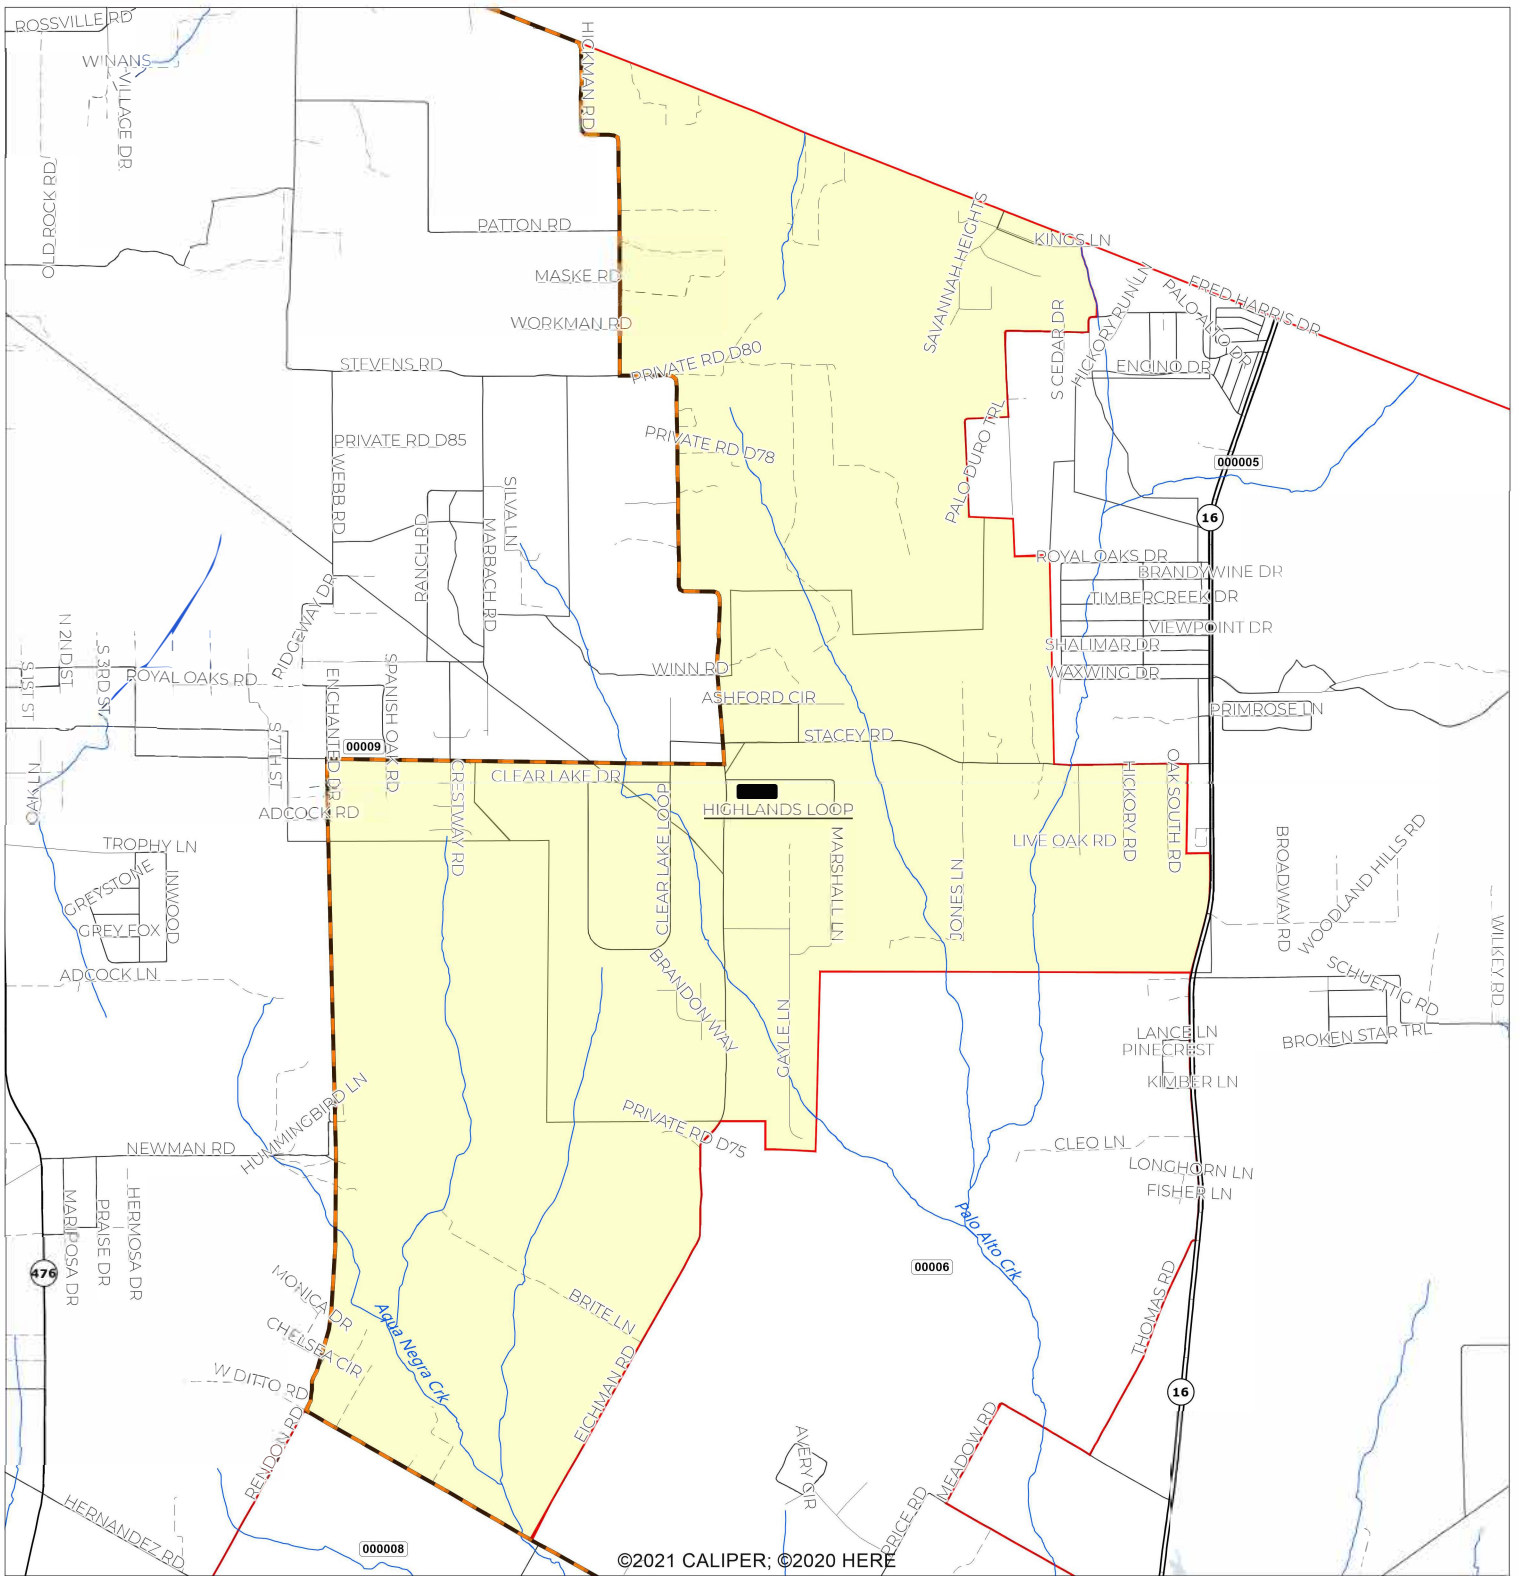 ROSSVILLE RD
WINANS
VILLAGE DR
OLD ROCK RD
HICKMAN RD
PATTON RD
MASKE RD
WORKMAN RD
STEVENS RD
PRIVATE RD D80
SAVANNAH HEIGHTS
KINGS LN
FRED HARRIS DR
PALO ALTO DR
HICKORY RUN LN
S CEDAR DR
ENCINO DR
PALO DURO TRL
PRIVATE RD D85
PRIVATE RD D78
WEBB RD
RANCH RD
MARBACH RD
SILVA LN
000005
16
ROYAL OAKS DR
BRANDYWINE DR
TIMBERCREEK DR
VIEWPOINT DR
SHALIMAR DR
WAXWING DR
PRIMROSE LN
N 2ND ST
S 3RD ST
S 1ST ST
RIDGEWAY DR
ROYAL OAKS RD
S 7TH ST
ENCHANTED DR
SPANISH OAK RD
WINN RD
ASHFORD CIR
STACEY RD
00009
CLEAR LAKE DR
CRESTWAY RD
ADCOCK RD
CLEAR LAKE LOOP
HIGHLANDS LOOP
MARSHALL LN
JONES LN
LIVE OAK RD
HICKORY RD
OAK SOUTH RD
BROADWAY RD
WOODLAND HILLS RD
WILKEY RD
TROPHY LN
GREYSTONE
INWOOD
GREY FOX
ADCOCK LN
BRANDON WAY
GAYLE LN
SCHUETTIG RD
BROKEN STAR TRL
LANCE LN
PINECREST
KIMBER LN
HUMMINGBIRD LN
NEWMAN RD
PRIVATE RD D75
CLEO LN
LONGHORN LN
FISHER LN
MARIPOSA DR
PRAISE DR
HERMOSA DR
476
Palo Alto Crk
00006
THOMAS RD
MONICA DR
CHELSEA CIR
W DITTO RD
Aqua Negra Crk
BRITE LN
EICHMAN RD
16
RENDON RD
HERNANDEZ RD
AVERY CIR
MEADOW RD
PRICE RD
000008
©2021 CALIPER; ©2020 HERE